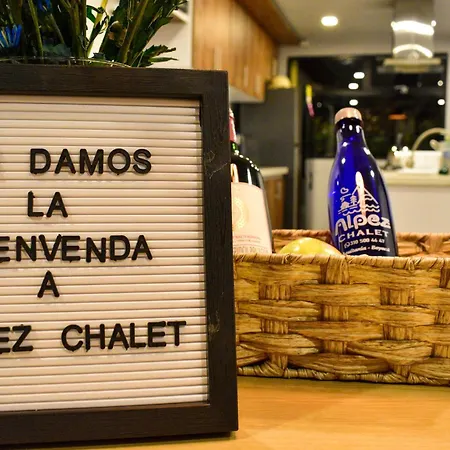 DAMOS
LA
ENVENDA
A
EZ CHALET
Alpez
CHALET